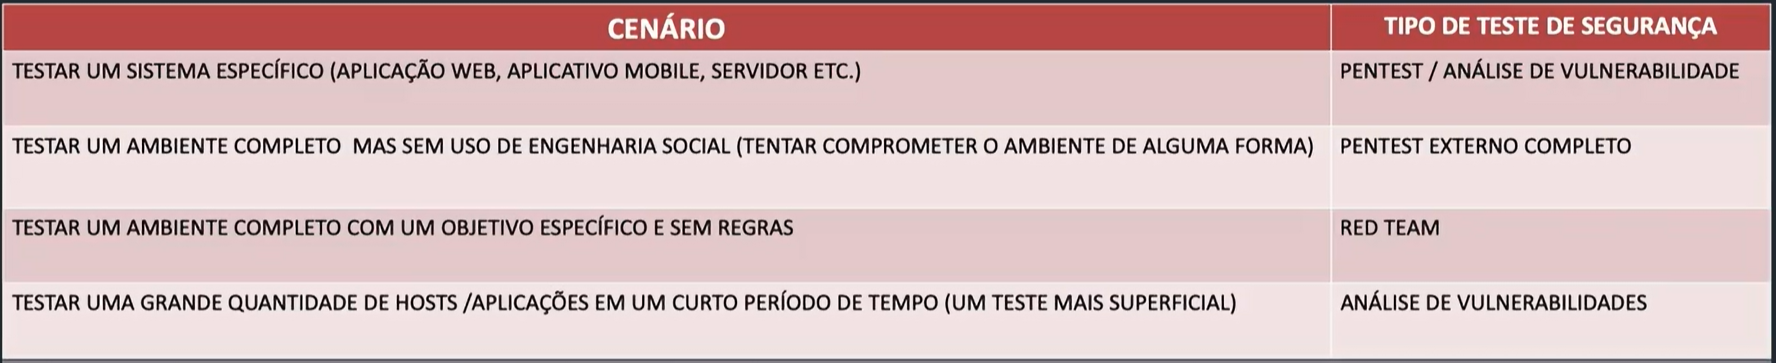 CENÁRIO
TIPO DE TESTE DE SEGURANÇA
TESTAR UM SISTEMA ESPECÍFICO (APLICAÇÃO WEB, APLICATIVO MOBILE, SERVIDOR ETC.)
PENTEST / ANÁLISE DE VULNERABILIDADE
TESTAR UM AMBIENTE COMPLETO  MAS SEM USO DE ENGENHARIA SOCIAL (TENTAR COMPROMETER O AMBIENTE DE ALGUMA FORMA)
PENTEST EXTERNO COMPLETO
TESTAR UM AMBIENTE COMPLETO COM UM OBJETIVO ESPECÍFICO E SEM REGRAS
RED TEAM
TESTAR UMA GRANDE QUANTIDADE DE HOSTS /APLICAÇÕES EM UM CURTO PERÍODO DE TEMPO (UM TESTE MAIS SUPERFICIAL)
ANÁLISE DE VULNERABILIDADES